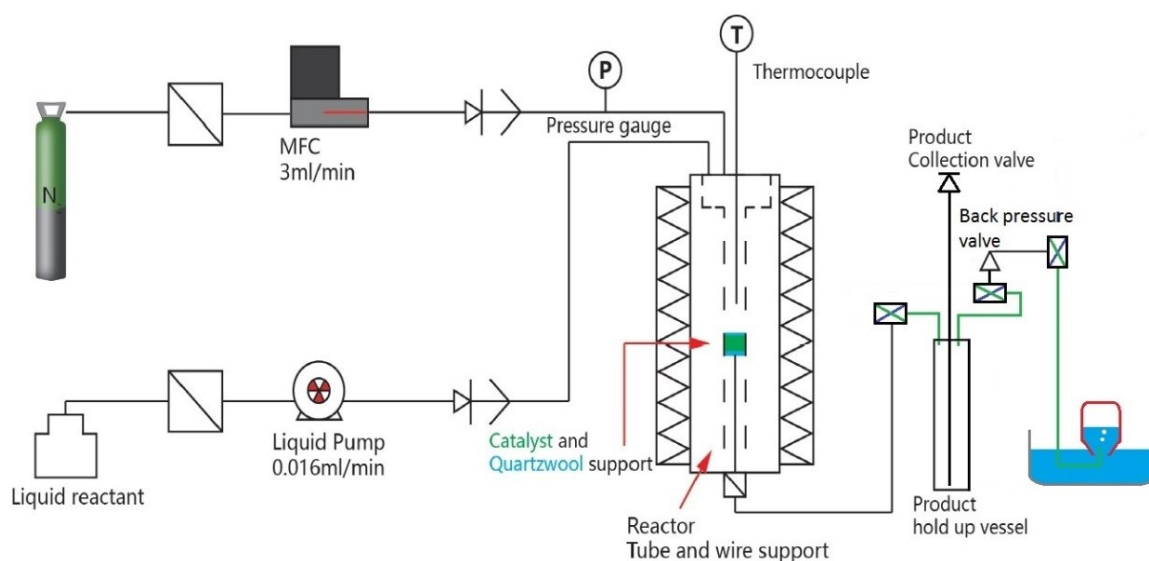 N
MFC
3ml/min
P
Pressure gauge
T
Thermocouple
Product
Collection valve
Back pressure
valve
Liquid reactant
Liquid Pump
0.016ml/min
Catalyst and
Quartzwool support
Reactor
Tube and wire support
Product
hold up vessel